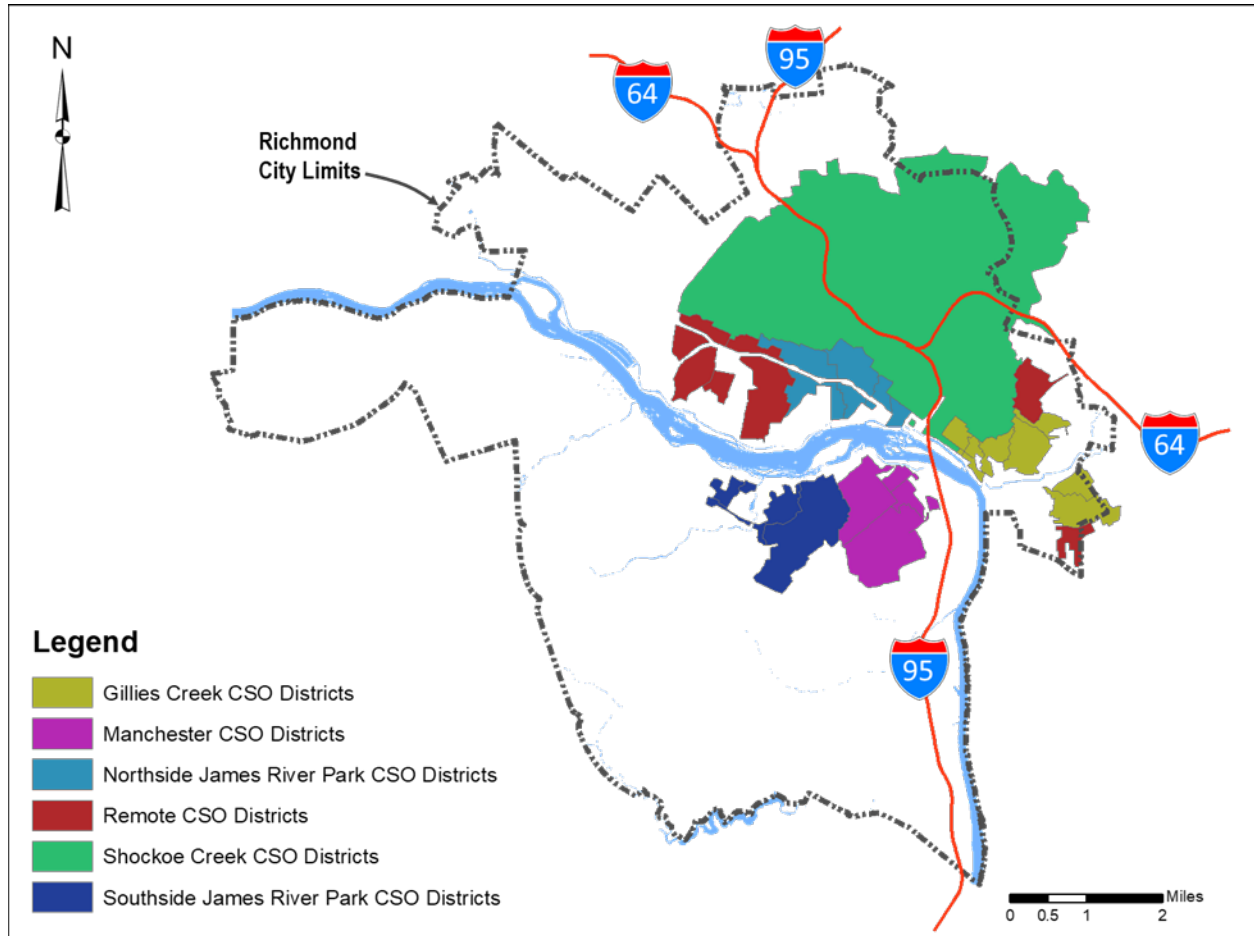 N
95
64
Richmond
City Limits
64
95
Legend
Gillies Creek CSO Districts
Manchester CSO Districts
Northside James River Park CSO Districts
Remote CSO Districts
Shockoe Creek CSO Districts
Southside James River Park CSO Districts
Miles
0 0.5 1 2